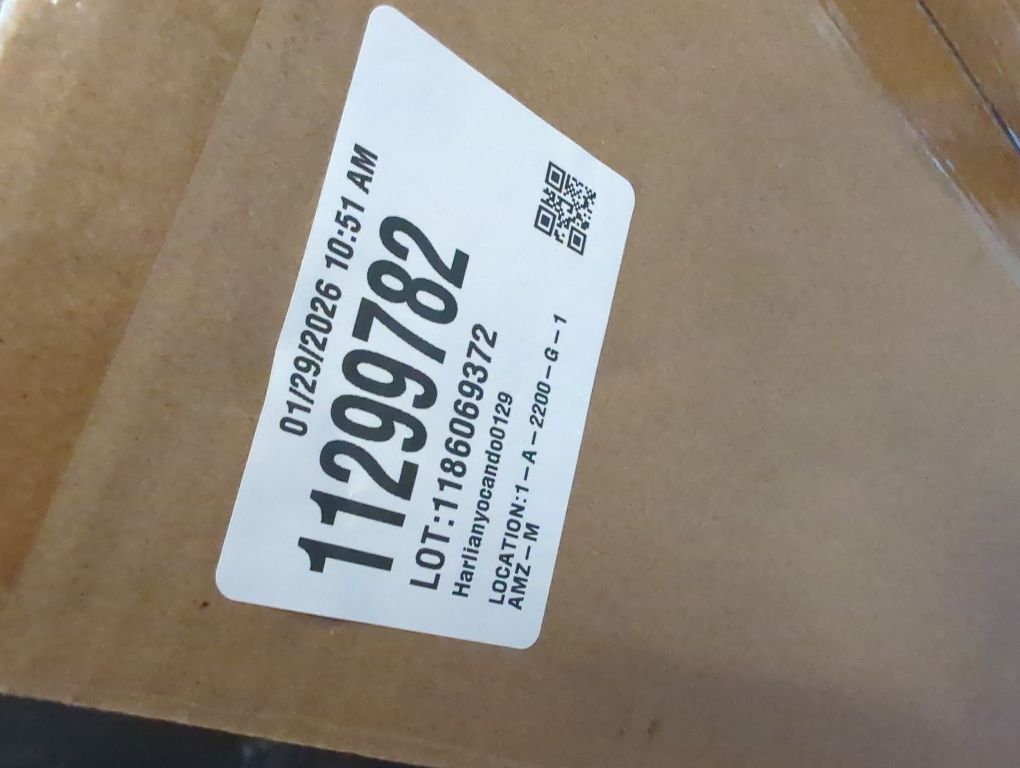 01/29/2026 10:51 AM
11299782
LOT:1186069372
Harlianyocando0129
LOCATION:1-A-2200-G-1
AMZ-M